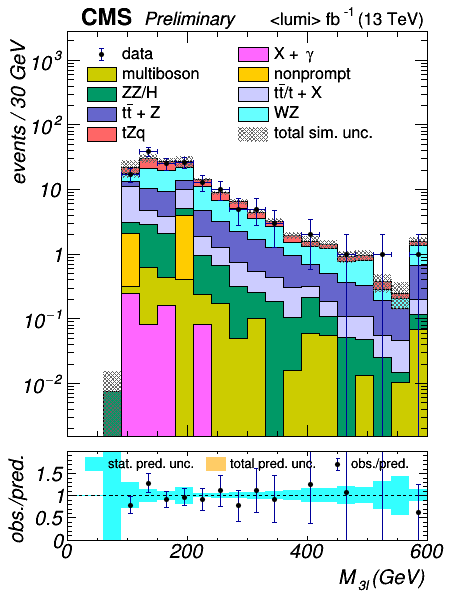 CMS Preliminary <lumi> fb⁻¹ (13 TeV)
events / 30 GeV
10³
10²
10
1
10⁻¹
10⁻²
data
multiboson
ZZ/H
tt̄ + Z
tZq
X + γ
nonprompt
tt̄/t + X
WZ
total sim. unc.
obs./pred.
1.5
1
0.5
0
stat. pred. unc. total pred. unc. obs./pred.
0 200 400 600
M₃ₗ (GeV)